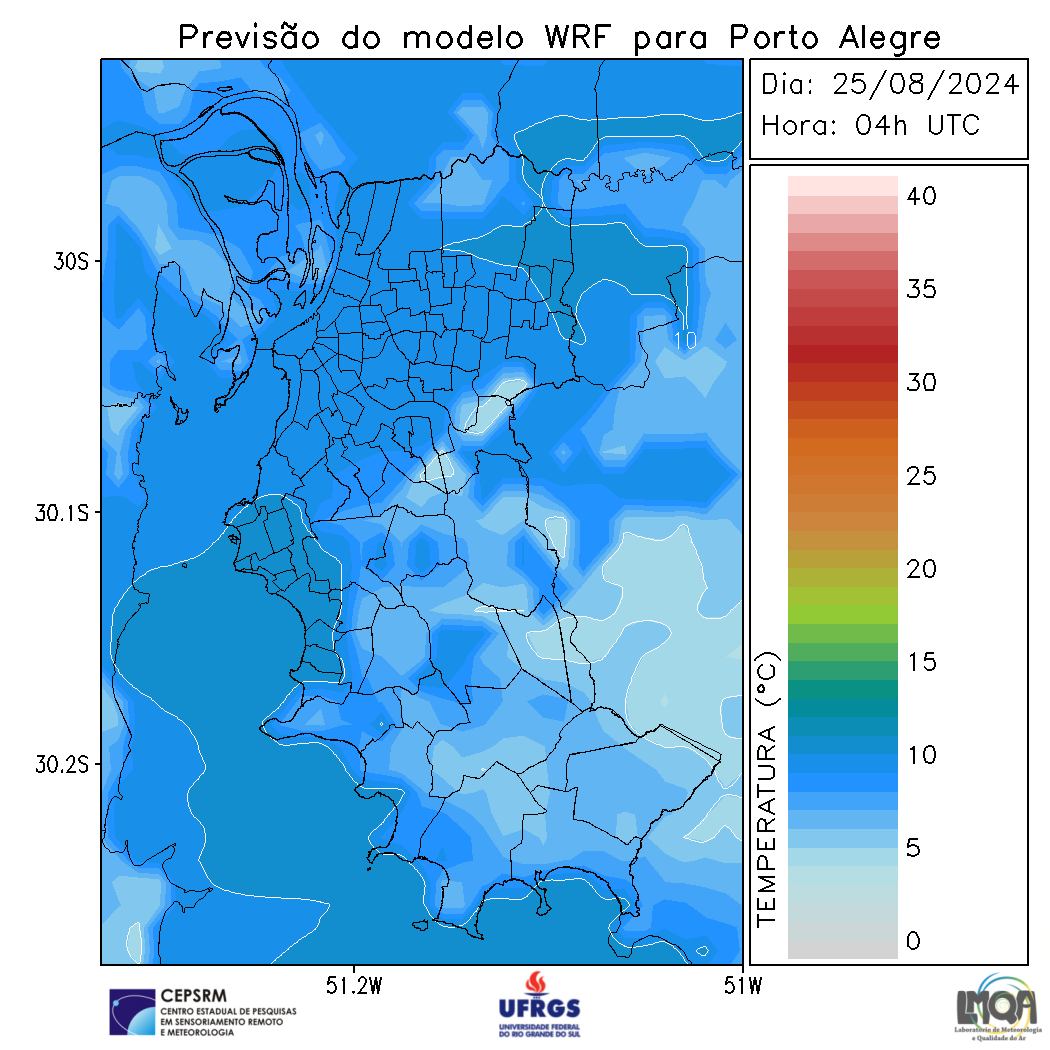 Previsão do modelo WRF para Porto Alegre
Dia: 25/08/2024
Hora: 04h UTC
30S
30.1S
30.2S
51.2W
51W
10
TEMPERATURA (°C)
40
35
30
25
20
15
10
5
0
CEPSRM
CENTRO ESTADUAL DE PESQUISAS
EM SENSORIAMENTO REMOTO
E METEOROLOGIA
UFRGS
UNIVERSIDADE FEDERAL
DO RIO GRANDE DO SUL
LMQA
Laboratório de Meteorologia
e Qualidade do Ar